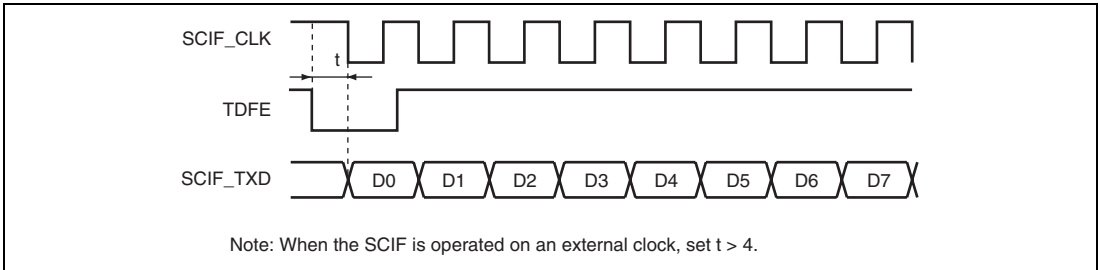 SCIF_CLK
t
TDFE
SCIF_TXD D0 D1 D2 D3 D4 D5 D6 D7
Note: When the SCIF is operated on an external clock, set t > 4.